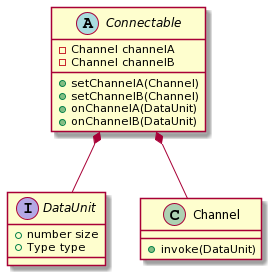 A Connectable
Channel channelA
Channel channelB
setChannelA(Channel)
setChannelB(Channel)
onChannelA(DataUnit)
onChannelB(DataUnit)
I DataUnit
number size
Type type
C Channel
invoke(DataUnit)